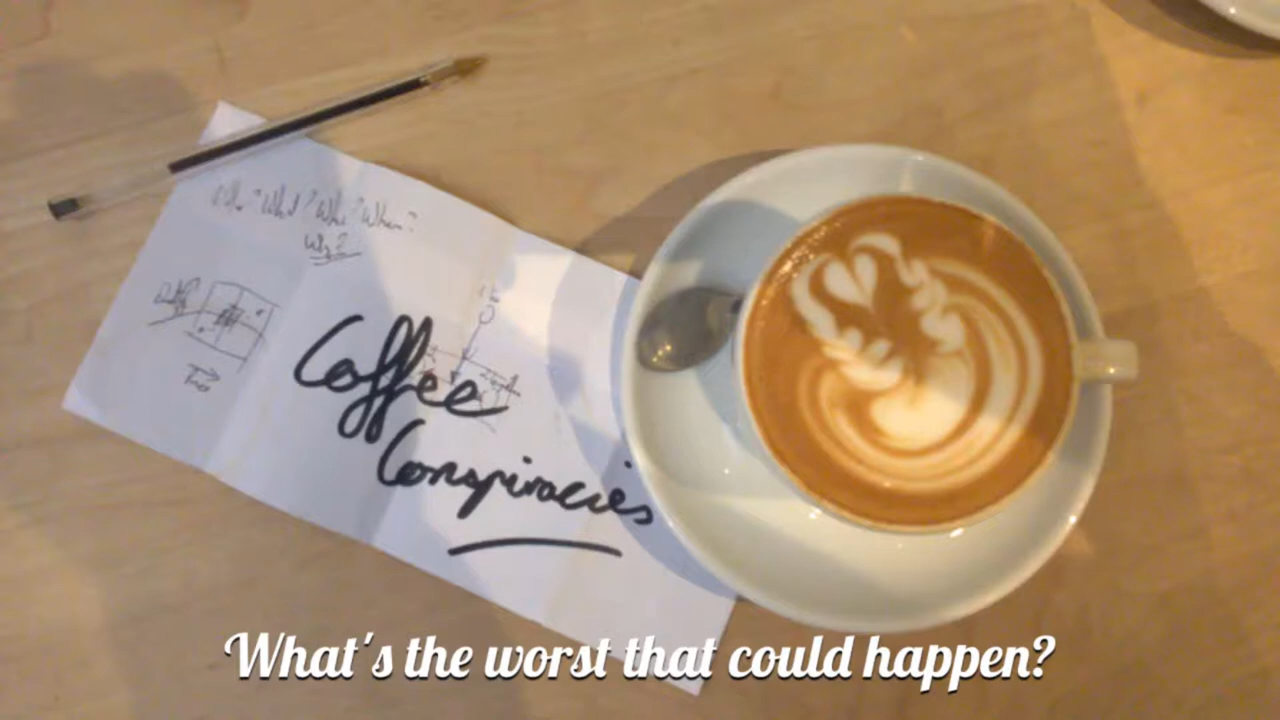 Who? What? Where? When?
Why?
Coffee
Conspiracies
What's the worst that could happen?